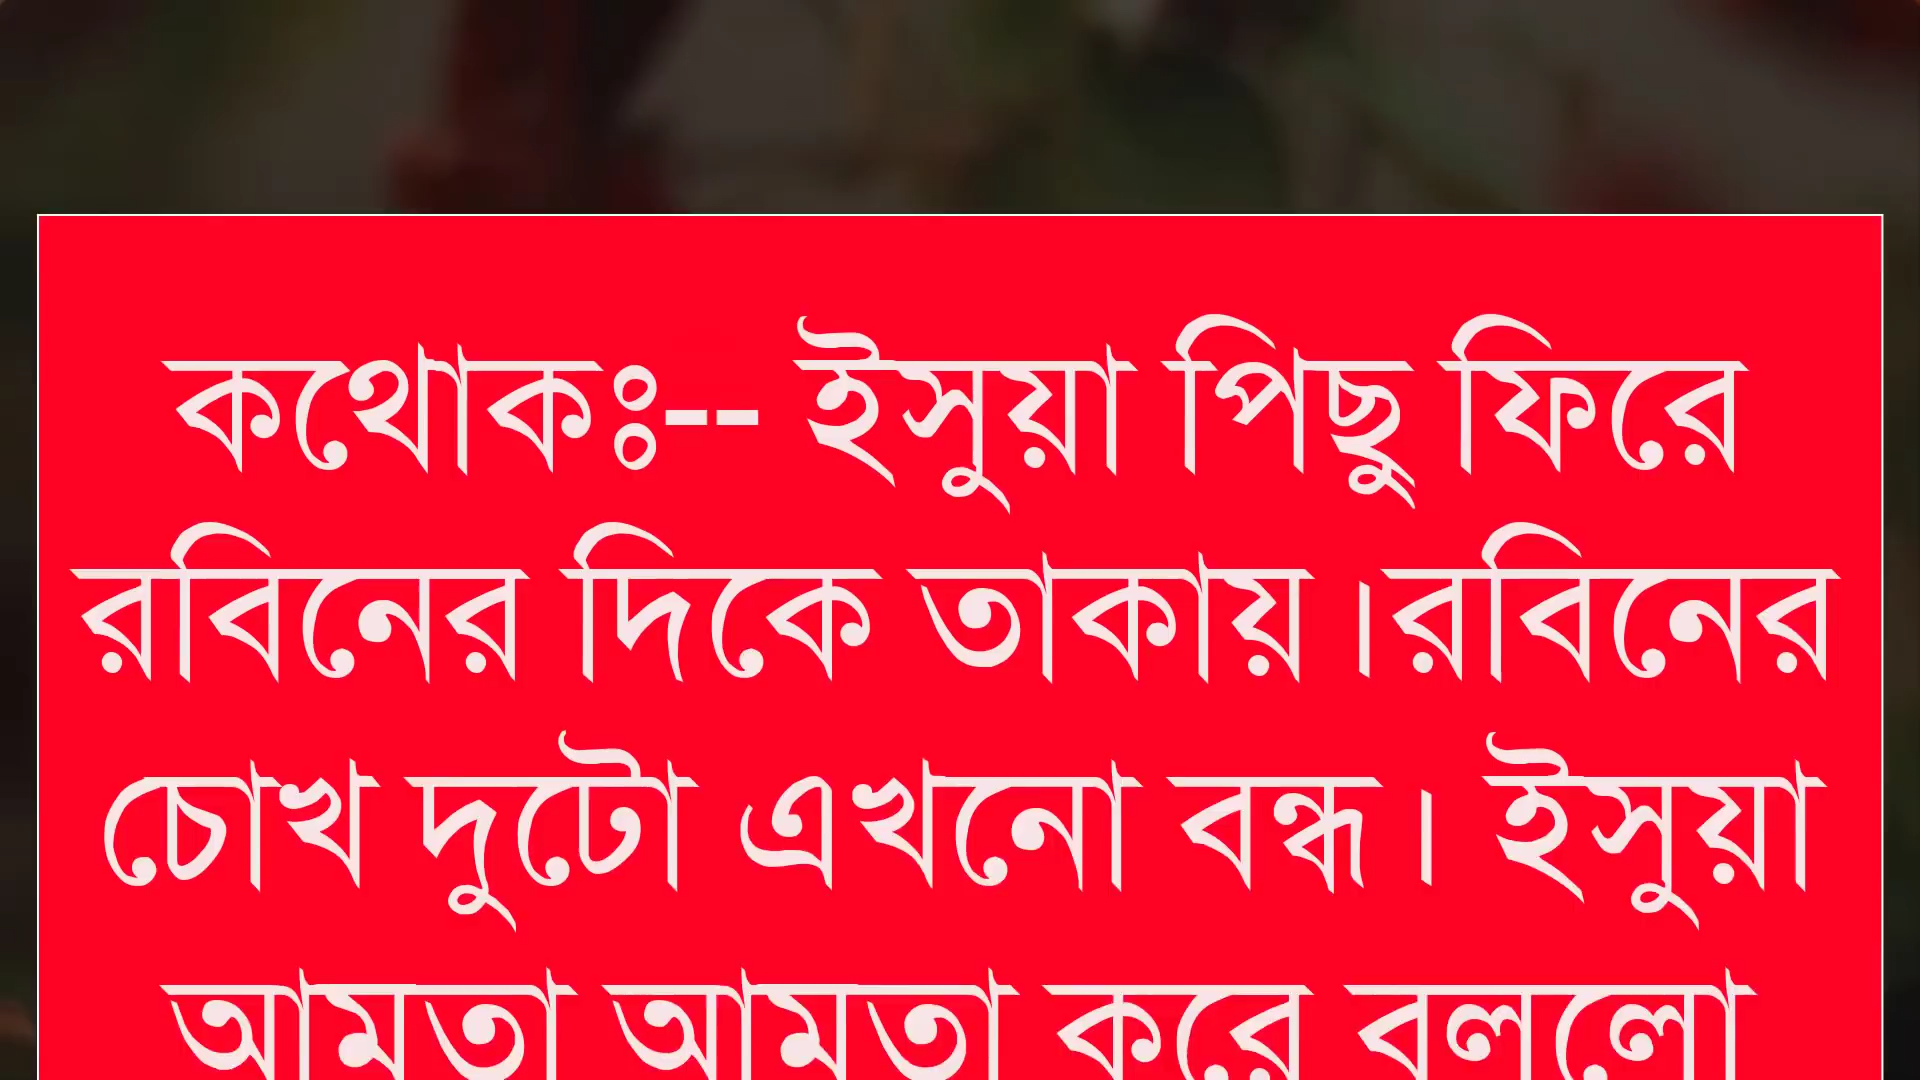 কথোকঃ-- ইসুয়া পিছু ফিরে
রবিনের দিকে তাকায় ।রবিনের
চোখ দুটো এখনো বন্ধ। ইসুয়া
আমতা আমতা করে বললো